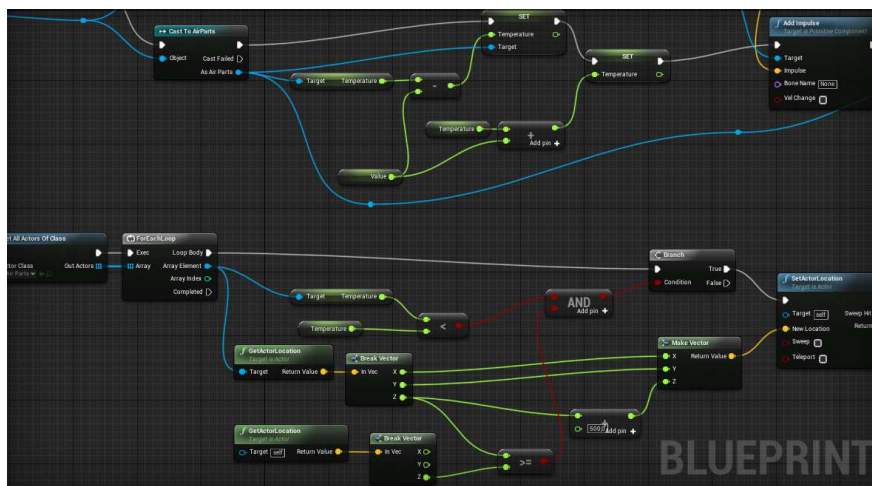 SET
Cast To AirParts
Add Impulse
Target is Primitive Component
Temperature
Target
Object
Cast Failed
SET
Target
As Air Parts
Temperature
Impulse
Target Temperature
-
Bone Name None
Vel Change
Temperature
+
Add pin +
Value
Get All Actors Of Class
ForEachLoop
Exec
Loop Body
Branch
Actor Class
Out Actors
Array
Array Element
True
Air Parts
Array Index
Condition
False
SetActorLocation
Target is Actor
Completed
Target Temperature
AND
Add pin +
Target self
Sweep Hit
Temperature
<
New Location
Return
GetActorLocation
Target is Actor
Make Vector
Sweep
Break Vector
X
Return Value
Teleport
Target
Return Value
In Vec
X
Y
Y
Z
Z
+
500,0
Add pin +
GetActorLocation
Target is Actor
Break Vector
Target self
Return Value
In Vec
X
>=
Y
Z
BLUEPRINT